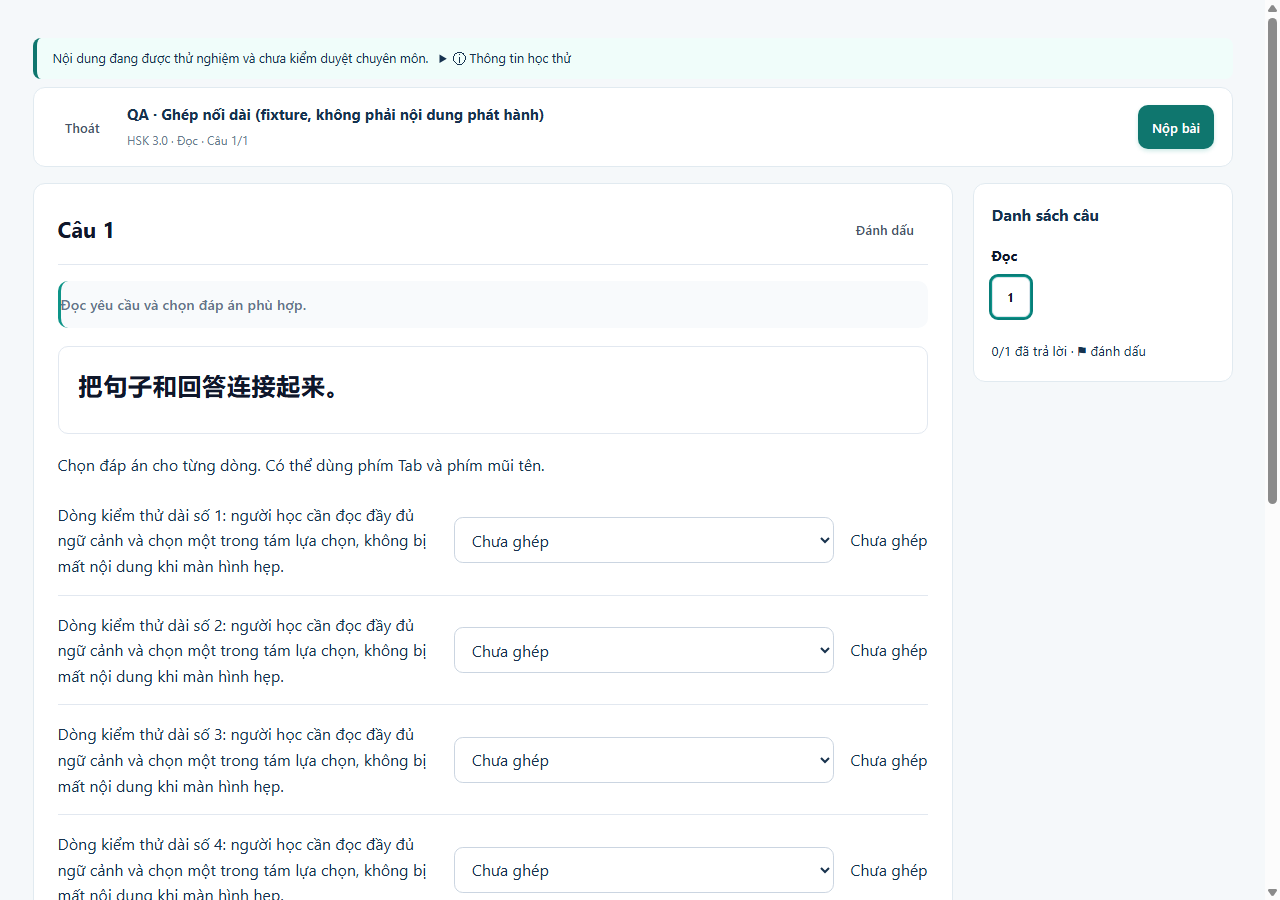 Nội dung đang được thử nghiệm và chưa kiểm duyệt chuyên môn. ▶ ⓘ Thông tin học thử
Thoát
QA · Ghép nối dài (fixture, không phải nội dung phát hành)
HSK 3.0 · Đọc · Câu 1/1
Nộp bài
Câu 1
Đánh dấu
Đọc yêu cầu và chọn đáp án phù hợp.
把句子和回答连接起来。
Chọn đáp án cho từng dòng. Có thể dùng phím Tab và phím mũi tên.
Dòng kiểm thử dài số 1: người học cần đọc đầy đủ
ngữ cảnh và chọn một trong tám lựa chọn, không bị
mất nội dung khi màn hình hẹp.
Chưa ghép
Chưa ghép
Dòng kiểm thử dài số 2: người học cần đọc đầy đủ
ngữ cảnh và chọn một trong tám lựa chọn, không bị
mất nội dung khi màn hình hẹp.
Chưa ghép
Chưa ghép
Dòng kiểm thử dài số 3: người học cần đọc đầy đủ
ngữ cảnh và chọn một trong tám lựa chọn, không bị
mất nội dung khi màn hình hẹp.
Chưa ghép
Chưa ghép
Dòng kiểm thử dài số 4: người học cần đọc đầy đủ
ngữ cảnh và chọn một trong tám lựa chọn, không bị
mất nội dung khi màn hình hẹp.
Chưa ghép
Chưa ghép
Danh sách câu
Đọc
1
0/1 đã trả lời · ⚑ đánh dấu